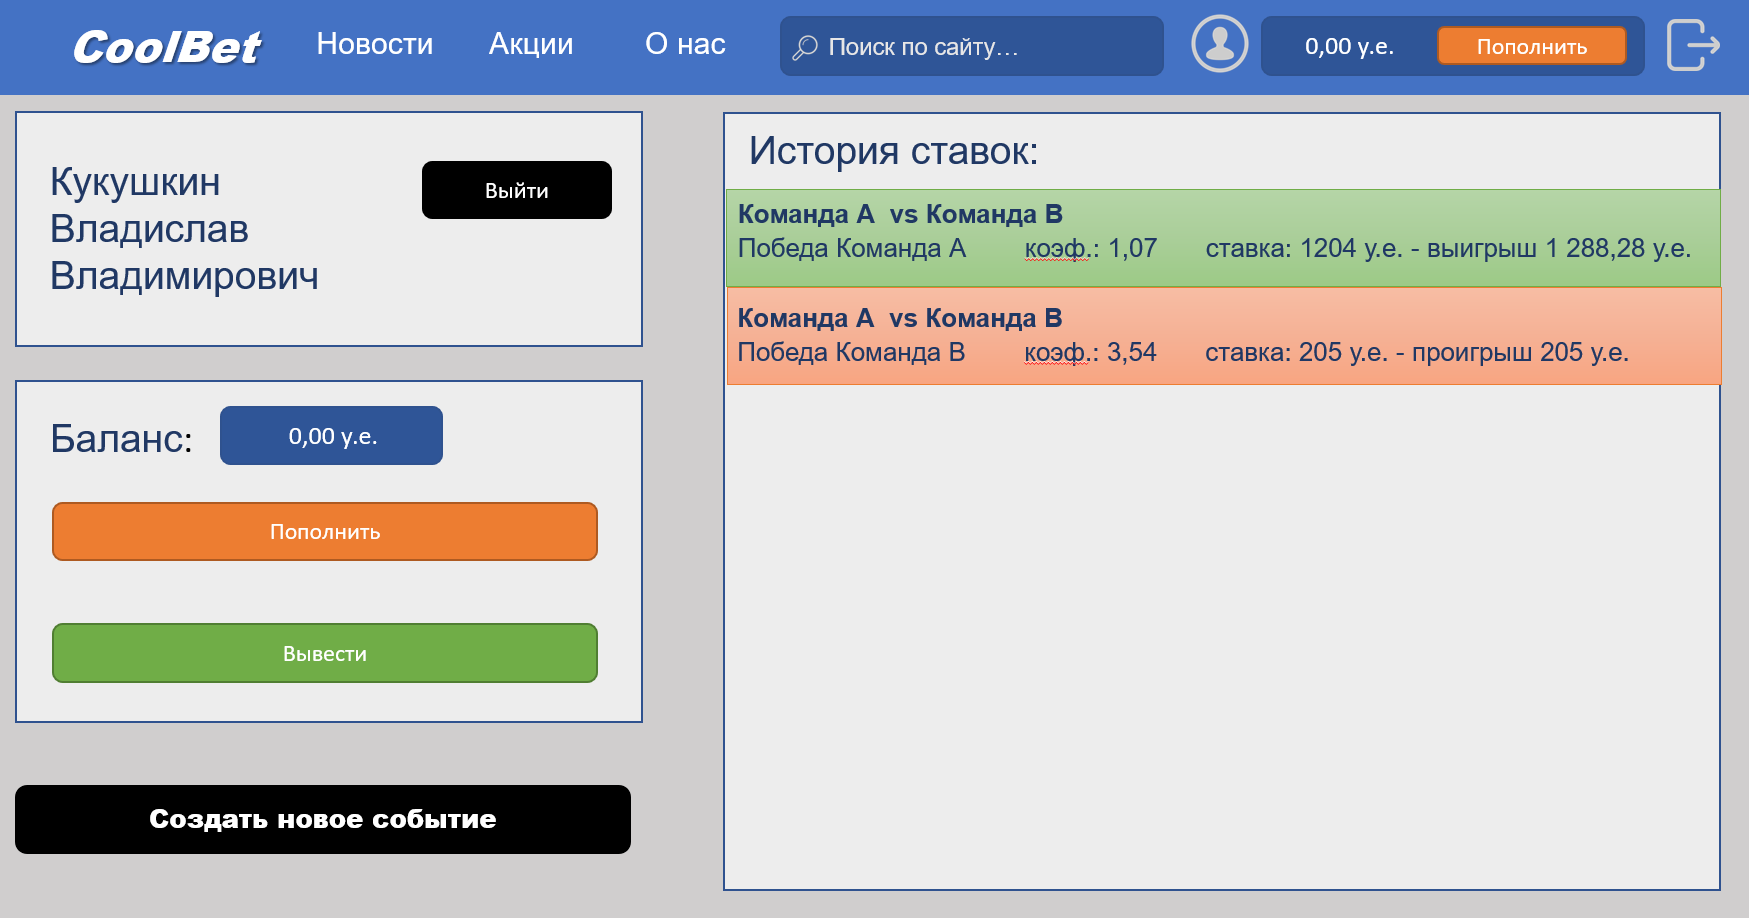 CoolBet
Новости
Акции
О нас
Поиск по сайту...
0,00 у.е.
Пополнить
Кукушкин
Владислав
Владимирович
Выйти
Баланс:
0,00 у.е.
Пополнить
Вывести
Создать новое событие
История ставок:
Команда А  vs Команда В
Победа Команда А коэф.: 1,07 ставка: 1204 у.е. - выигрыш 1 288,28 у.е.
Команда А  vs Команда В
Победа Команда В коэф.: 3,54 ставка: 205 у.е. - проигрыш 205 у.е.